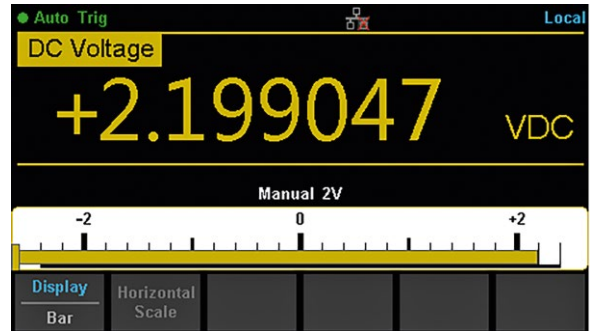 Auto Trig Local
DC Voltage
+2.199047 VDC
Manual 2V
-2 0 +2
Display Horizontal
Bar Scale